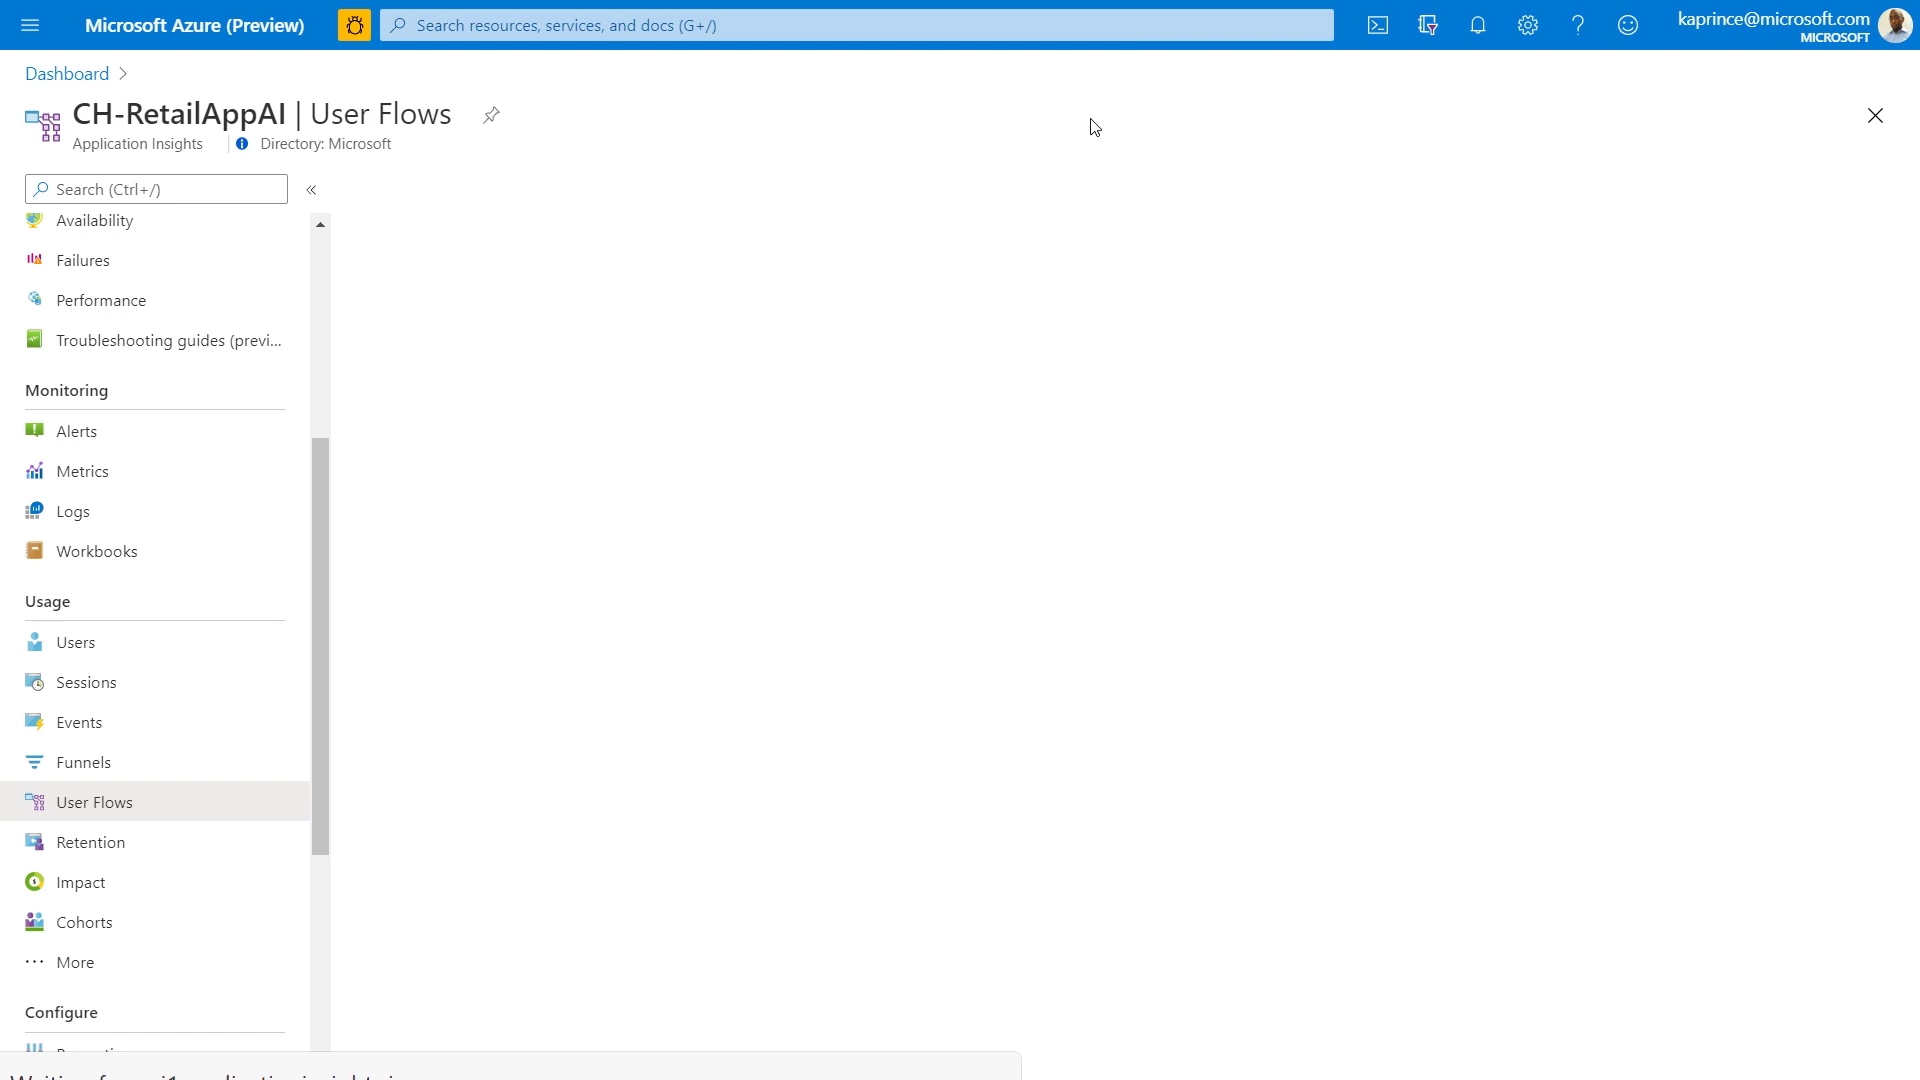 Microsoft Azure (Preview)
Search resources, services, and docs (G+/)
kaprince@microsoft.com
MICROSOFT
Dashboard
CH-RetailAppAI | User Flows
Application Insights
Directory: Microsoft
Search (Ctrl+/)
Availability
Failures
Performance
Troubleshooting guides (previ...
Monitoring
Alerts
Metrics
Logs
Workbooks
Usage
Users
Sessions
Events
Funnels
User Flows
Retention
Impact
Cohorts
More
Configure